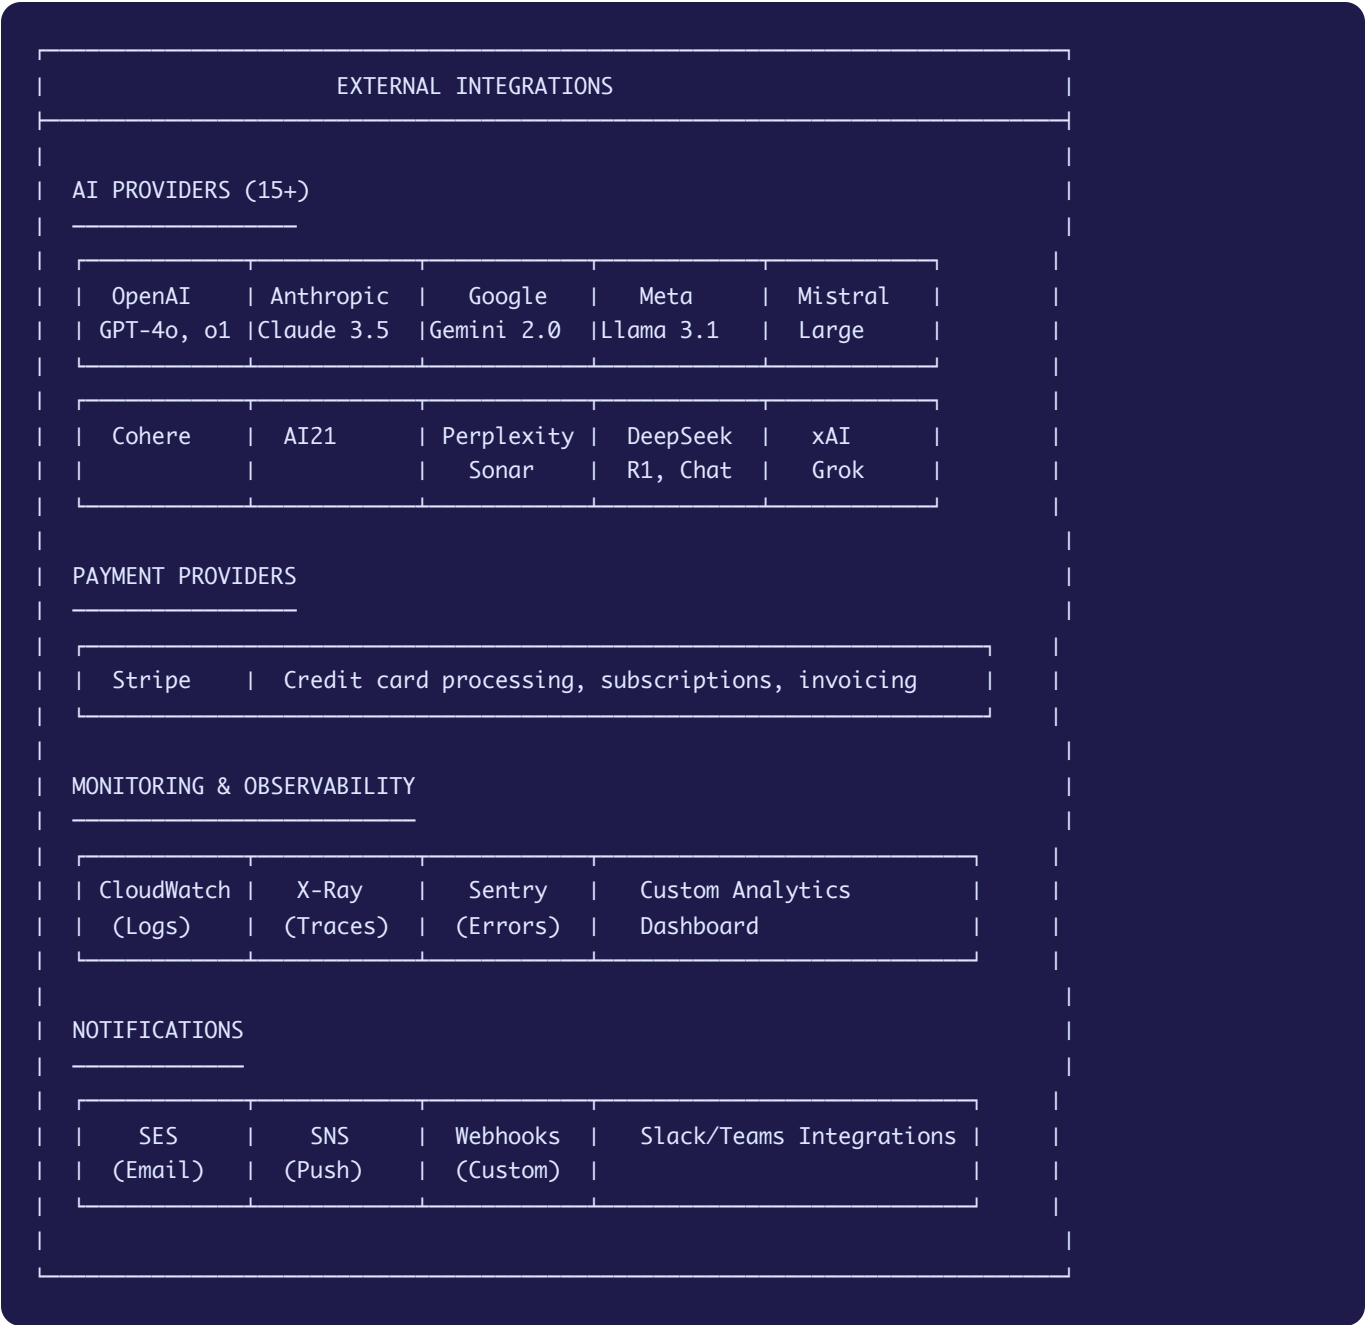 EXTERNAL INTEGRATIONS
AI PROVIDERS (15+)
OpenAI Anthropic Google Meta Mistral
GPT-4o, o1 Claude 3.5 Gemini 2.0 Llama 3.1 Large
Cohere AI21 Perplexity DeepSeek xAI
Sonar R1, Chat Grok
PAYMENT PROVIDERS
Stripe Credit card processing, subscriptions, invoicing
MONITORING & OBSERVABILITY
CloudWatch X-Ray Sentry Custom Analytics
(Logs) (Traces) (Errors) Dashboard
NOTIFICATIONS
SES SNS Webhooks Slack/Teams Integrations
(Email) (Push) (Custom)